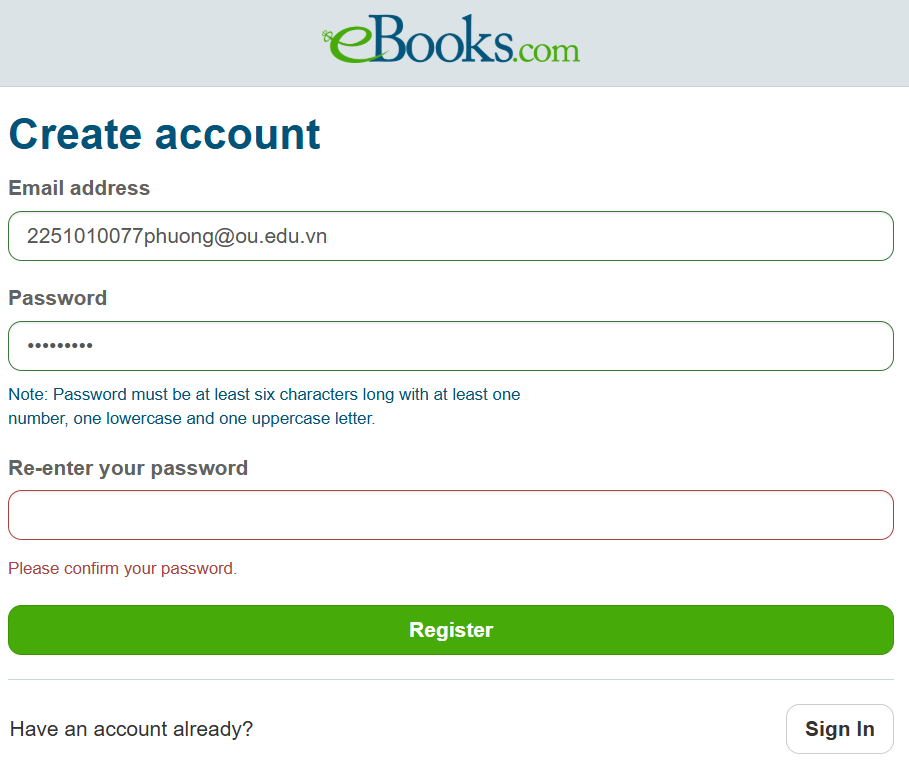 eBooks.com
Create account
Email address
2251010077phuong@ou.edu.vn
Password
•••••••••
Note: Password must be at least six characters long with at least one
number, one lowercase and one uppercase letter.
Re-enter your password
Please confirm your password.
Register
Have an account already?
Sign In